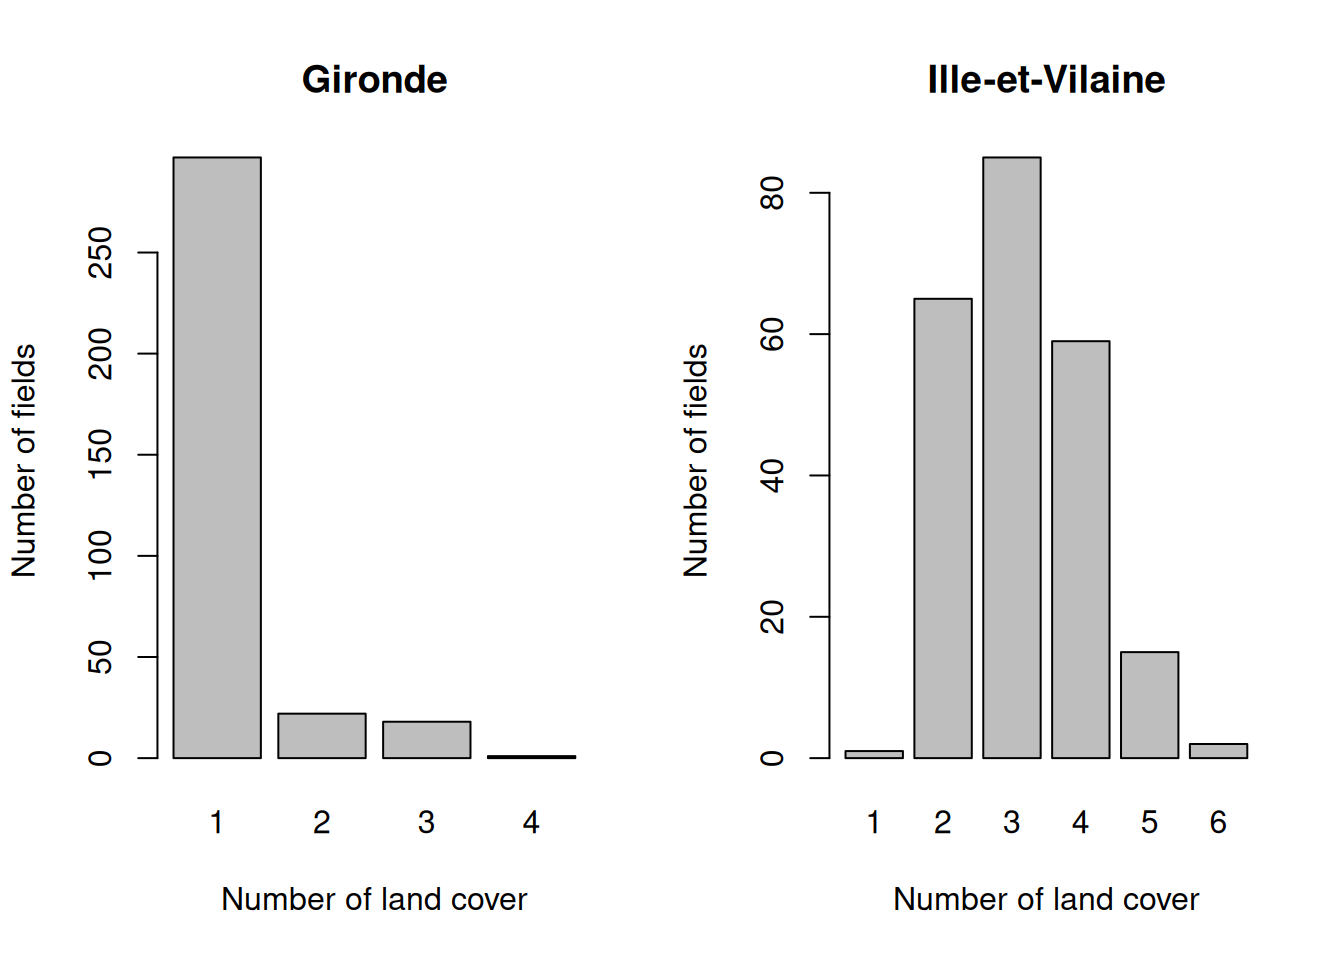 Gironde
Number of fields
250
200
150
100
50
0
1 2 3 4
Number of land cover
Ille-et-Vilaine
Number of fields
80
60
40
20
0
1 2 3 4 5 6
Number of land cover